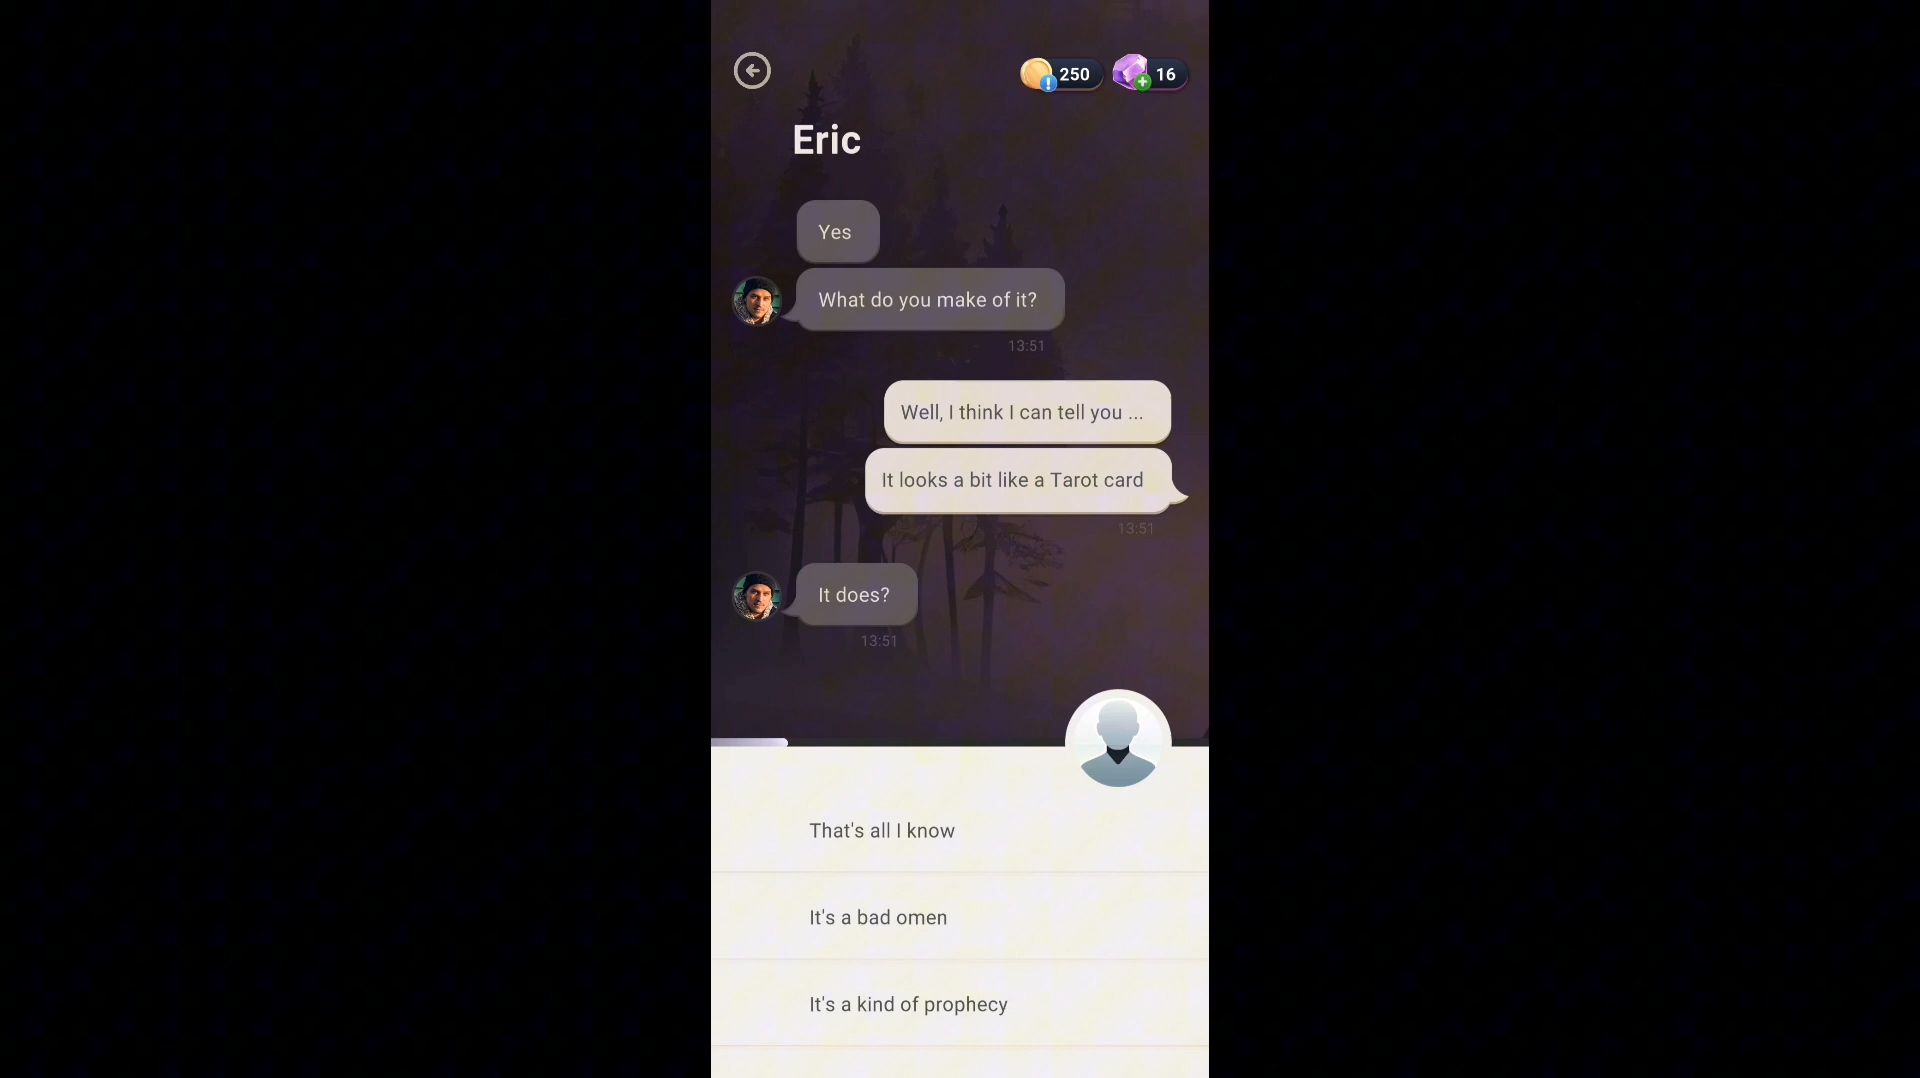 250
16
Eric
Yes
What do you make of it?
13:51
Well, I think I can tell you ...
It looks a bit like a Tarot card
13:51
It does?
13:51
That's all I know
It's a bad omen
It's a kind of prophecy